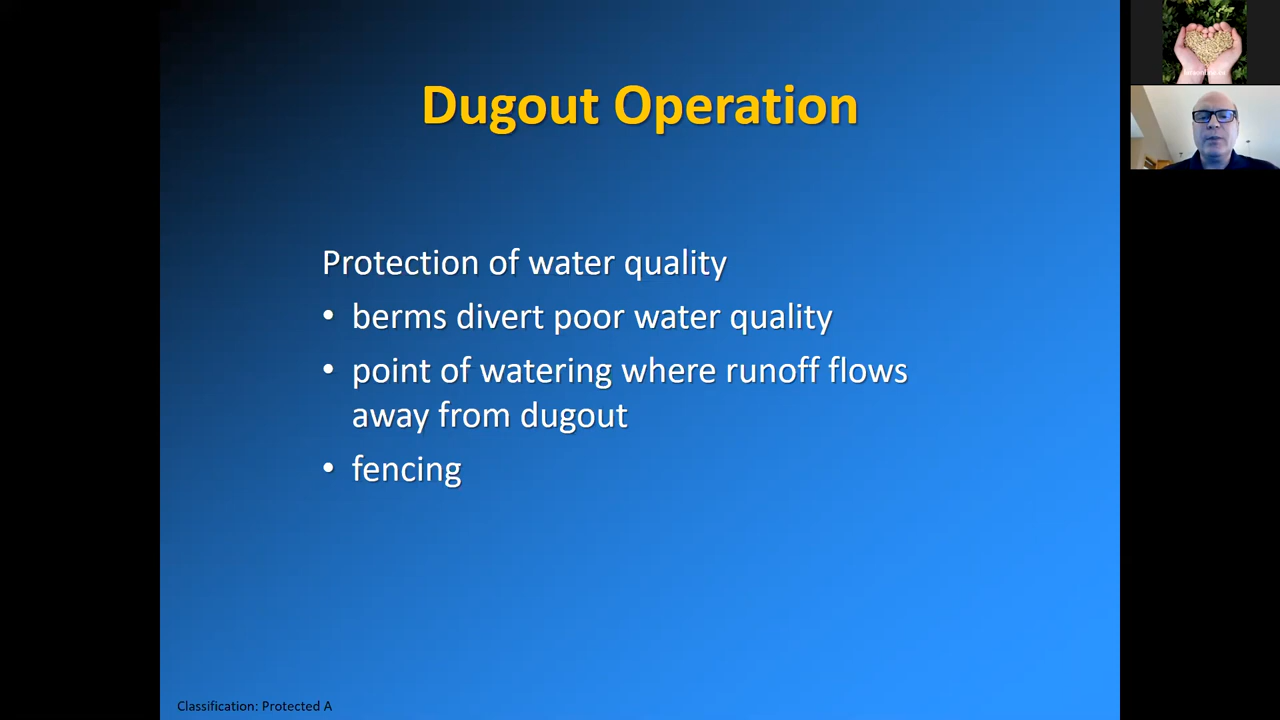 Dugout Operation
Protection of water quality
• berms divert poor water quality
• point of watering where runoff flows
away from dugout
• fencing
Classification: Protected A